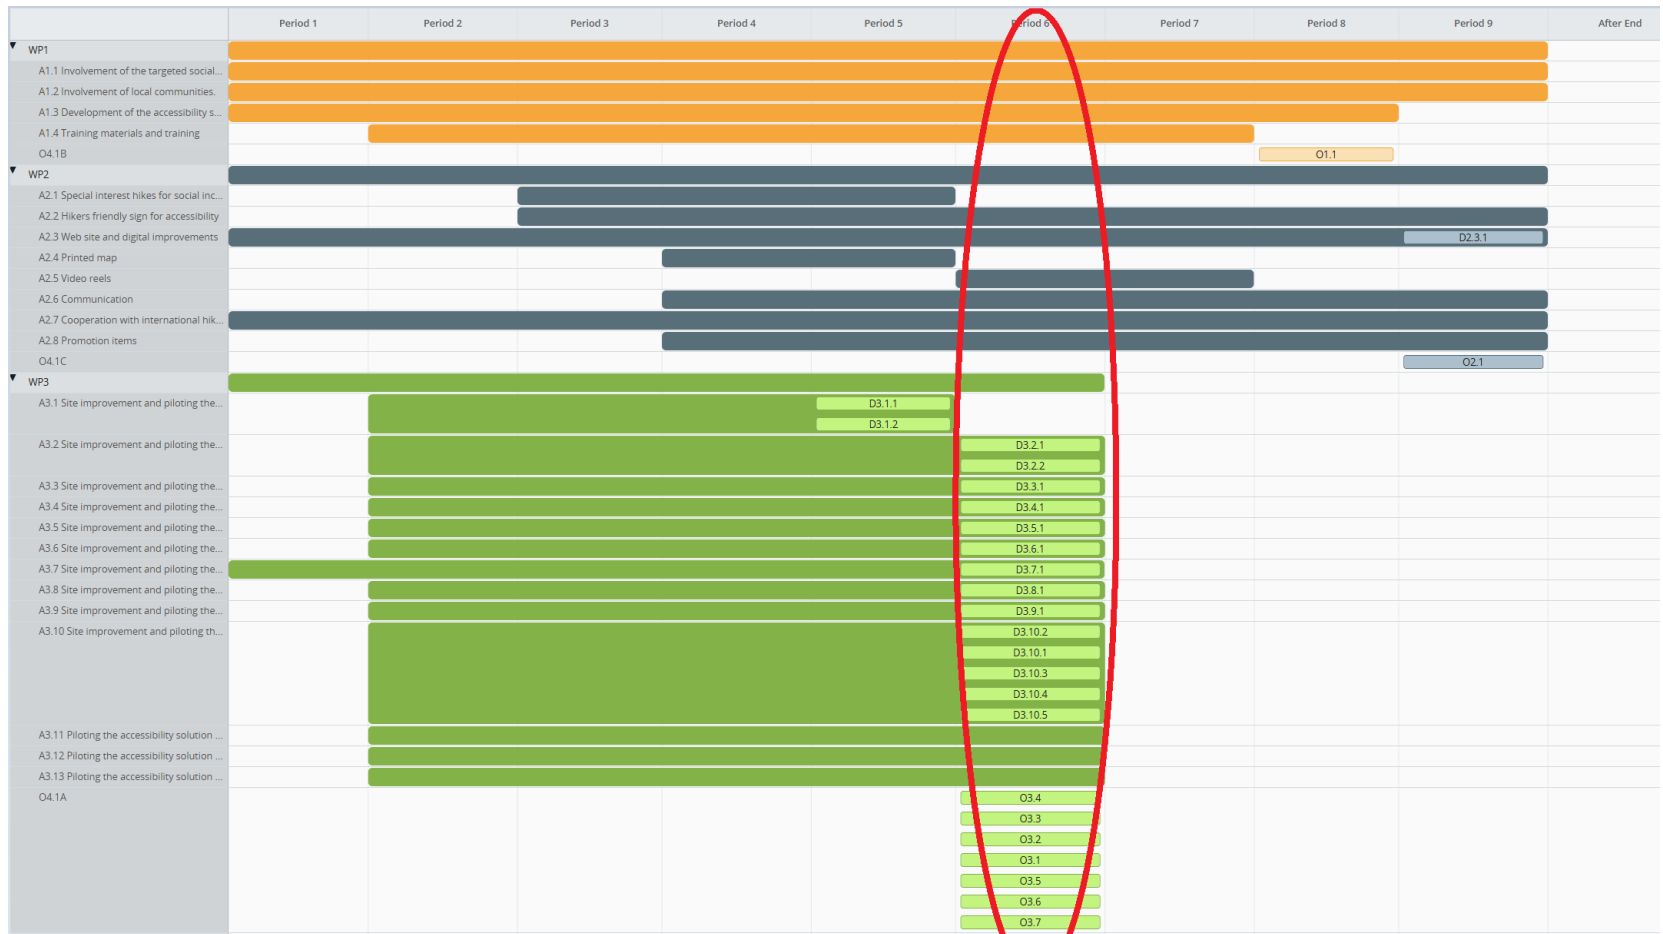 Period 1 Period 2 Period 3 Period 4 Period 5 Period 6 Period 7 Period 8 Period 9 After End
WP1
A1.1 Involvement of the targeted social...
A1.2 Involvement of local communities.
A1.3 Development of the accessibility s...
A1.4 Training materials and training
O4.1B O1.1
WP2
A2.1 Special interest hikes for social inc...
A2.2 Hikers friendly sign for accessibility
A2.3 Web site and digital improvements D2.3.1
A2.4 Printed map
A2.5 Video reels
A2.6 Communication
A2.7 Cooperation with international hik...
A2.8 Promotion items
O4.1C O2.1
WP3
A3.1 Site improvement and piloting the... D3.1.1
D3.1.2
A3.2 Site improvement and piloting the... D3.2.1
D3.2.2
A3.3 Site improvement and piloting the... D3.3.1
A3.4 Site improvement and piloting the... D3.4.1
A3.5 Site improvement and piloting the... D3.5.1
A3.6 Site improvement and piloting the... D3.6.1
A3.7 Site improvement and piloting the... D3.7.1
A3.8 Site improvement and piloting the... D3.8.1
A3.9 Site improvement and piloting the... D3.9.1
A3.10 Site improvement and piloting th... D3.10.2
D3.10.1
D3.10.3
D3.10.4
D3.10.5
A3.11 Piloting the accessibility solution ...
A3.12 Piloting the accessibility solution ...
A3.13 Piloting the accessibility solution ...
O4.1A O3.4
O3.3
O3.2
O3.1
O3.5
O3.6
O3.7